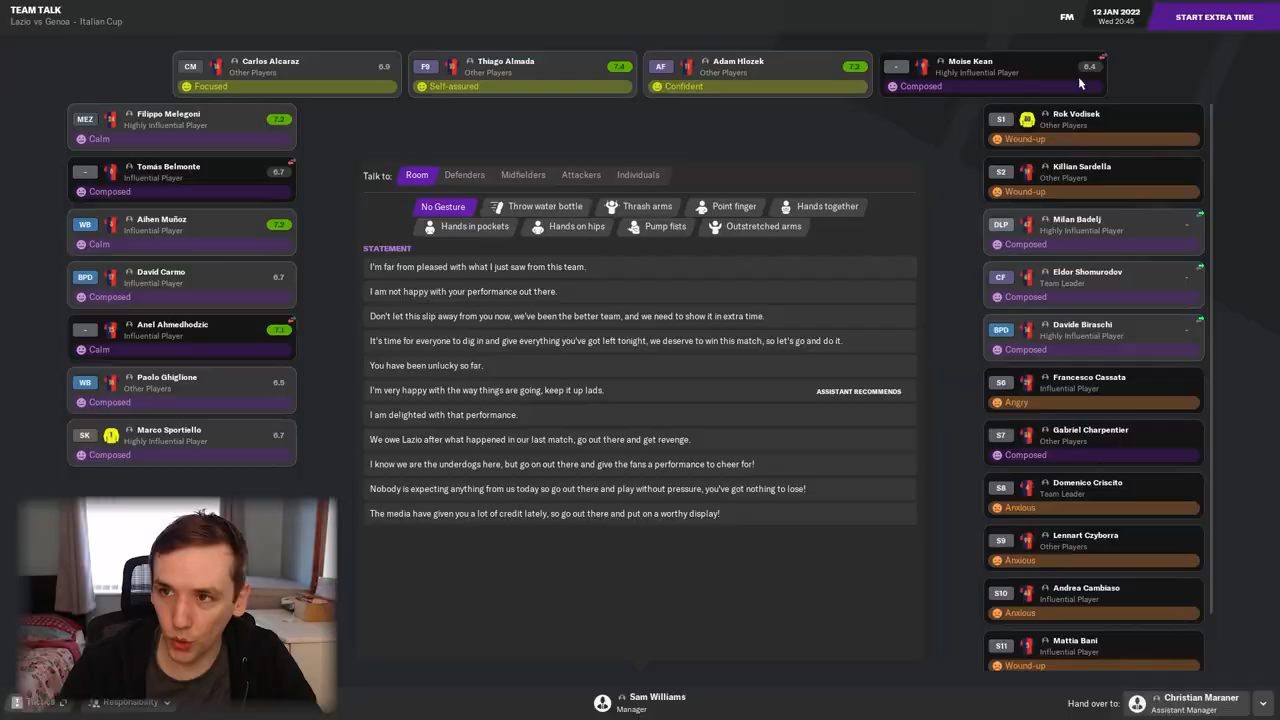 TEAM TALK
Lazio vs Genoa - Italian Cup
FM
12 JAN 2022
Wed 20:45
START EXTRA TIME
CM
Carlos Alcaraz
Other Players
6.9
Focused
F9
Thiago Almada
Other Players
7.4
Self-assured
AF
Adam Hlozek
Other Players
7.3
Confident
-
Moise Kean
Highly Influential Player
6.4
Composed
MEZ
Filippo Melegoni
Highly Influential Player
7.3
Calm
-
Tomás Belmonte
Influential Player
6.7
Composed
WB
Aihen Muñoz
Influential Player
7.2
Calm
BPD
David Carmo
Influential Player
6.7
Composed
-
Anel Ahmedhodzic
Influential Player
7.1
Calm
WB
Paolo Ghiglione
Other Players
6.5
Composed
SK
Marco Sportiello
Highly Influential Player
6.7
Composed
Talk to:
Room
Defenders
Midfielders
Attackers
Individuals
No Gesture
Throw water bottle
Thrash arms
Point finger
Hands together
Hands in pockets
Hands on hips
Pump fists
Outstretched arms
STATEMENT
I'm far from pleased with what I just saw from this team.
I am not happy with your performance out there.
Don't let this slip away from you now, we've been the better team, and we need to show it in extra time.
It's time for everyone to dig in and give everything you've got left tonight, we deserve to win this match, so let's go and do it.
You have been unlucky so far.
I'm very happy with the way things are going, keep it up lads.
ASSISTANT RECOMMENDS
I am delighted with that performance.
We owe Lazio after what happened in our last match, go out there and get revenge.
I know we are the underdogs here, but go on out there and give the fans a performance to cheer for!
Nobody is expecting anything from us today so go out there and play without pressure, you've got nothing to lose!
The media have given you a lot of credit lately, so go out there and put on a worthy display!
S1
Rok Vodisek
Other Players
Wound-up
S2
Killian Sardella
Other Players
Wound-up
DLP
Milan Badelj
Highly Influential Player
-
Composed
CF
Eldor Shomurodov
Team Leader
-
Composed
BPD
Davide Biraschi
Highly Influential Player
-
Composed
S6
Francesco Cassata
Influential Player
Angry
S7
Gabriel Charpentier
Other Players
Composed
S8
Domenico Criscito
Team Leader
Anxious
S9
Lennart Czyborra
Other Players
Anxious
S10
Andrea Cambiaso
Influential Player
Anxious
S11
Mattia Bani
Influential Player
Wound-up
Tactics
Responsibility
Sam Williams
Manager
Hand over to:
Christian Maraner
Assistant Manager